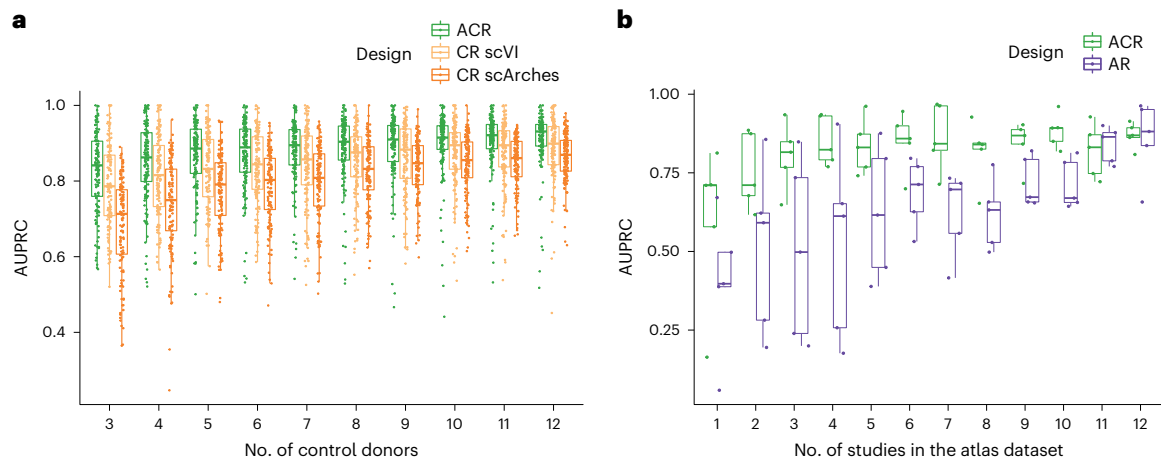 a
Design
ACR
CR scVI
CR scArches
AUPRC
1.0
0.8
0.6
0.4
3 4 5 6 7 8 9 10 11 12
No. of control donors
b
Design
ACR
AR
AUPRC
1.00
0.75
0.50
0.25
1 2 3 4 5 6 7 8 9 10 11 12
No. of studies in the atlas dataset